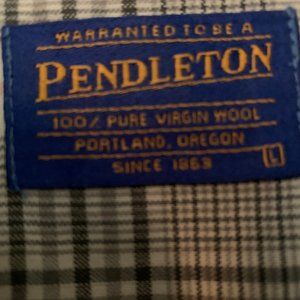 WARRANTED TO BE A
PENDLETON
100% PURE VIRGIN WOOL
PORTLAND, OREGON
SINCE 1863
L